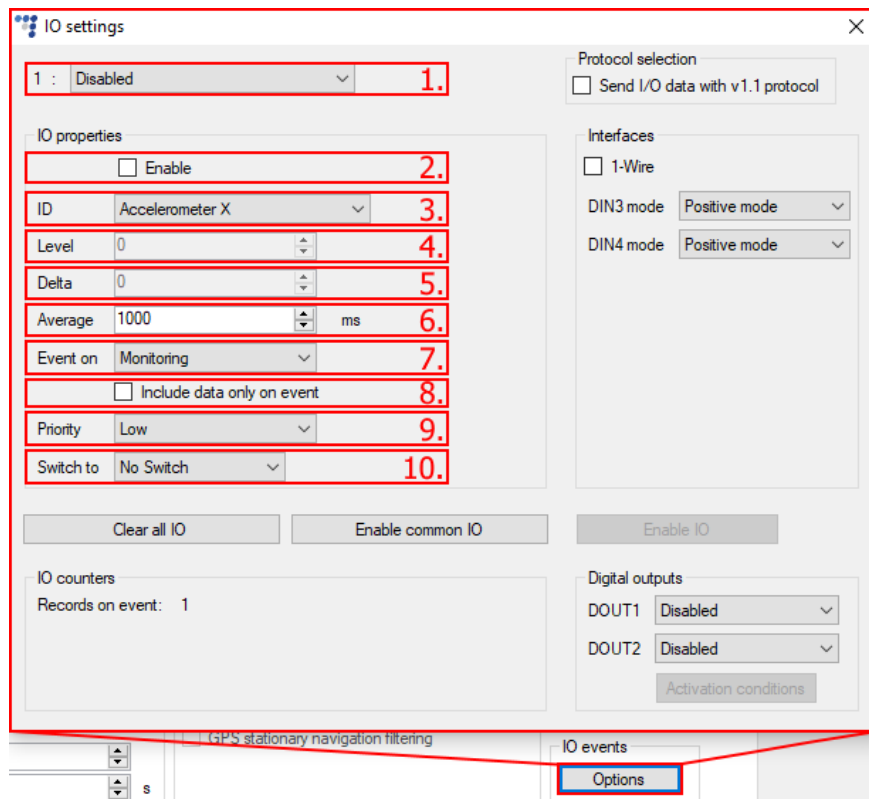 IO settings
1 : Disabled 1.
Protocol selection
Send I/O data with v1.1 protocol
IO properties
Enable 2.
ID Accelerometer X 3.
Level 0 4.
Delta 0 5.
Average 1000 ms 6.
Event on Monitoring 7.
Include data only on event 8.
Priority Low 9.
Switch to No Switch 10.
Interfaces
1-Wire
DIN3 mode Positive mode
DIN4 mode Positive mode
Clear all IO Enable common IO Enable IO
IO counters
Records on event: 1
Digital outputs
DOUT1 Disabled
DOUT2 Disabled
Activation conditions
GPS stationary navigation filtering
IO events
Options
s